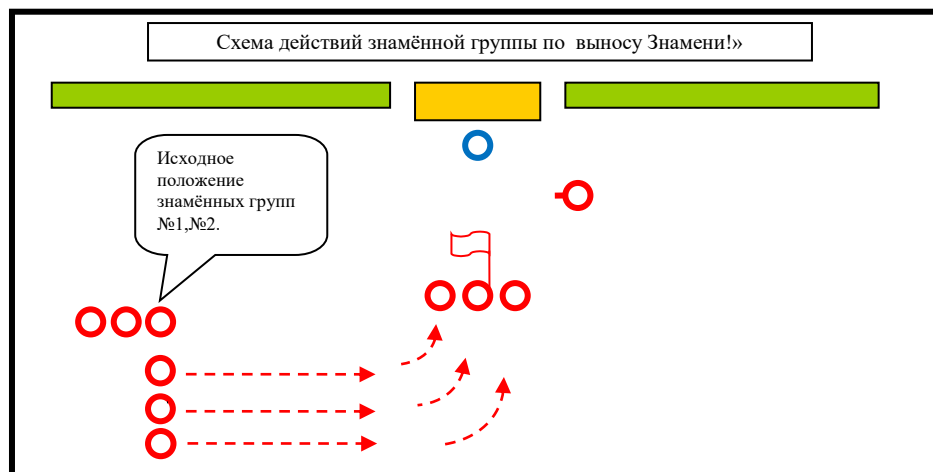 Схема действий знамённой группы по  выносу Знамени!»
Исходное
положение
знамённых групп
№1,№2.